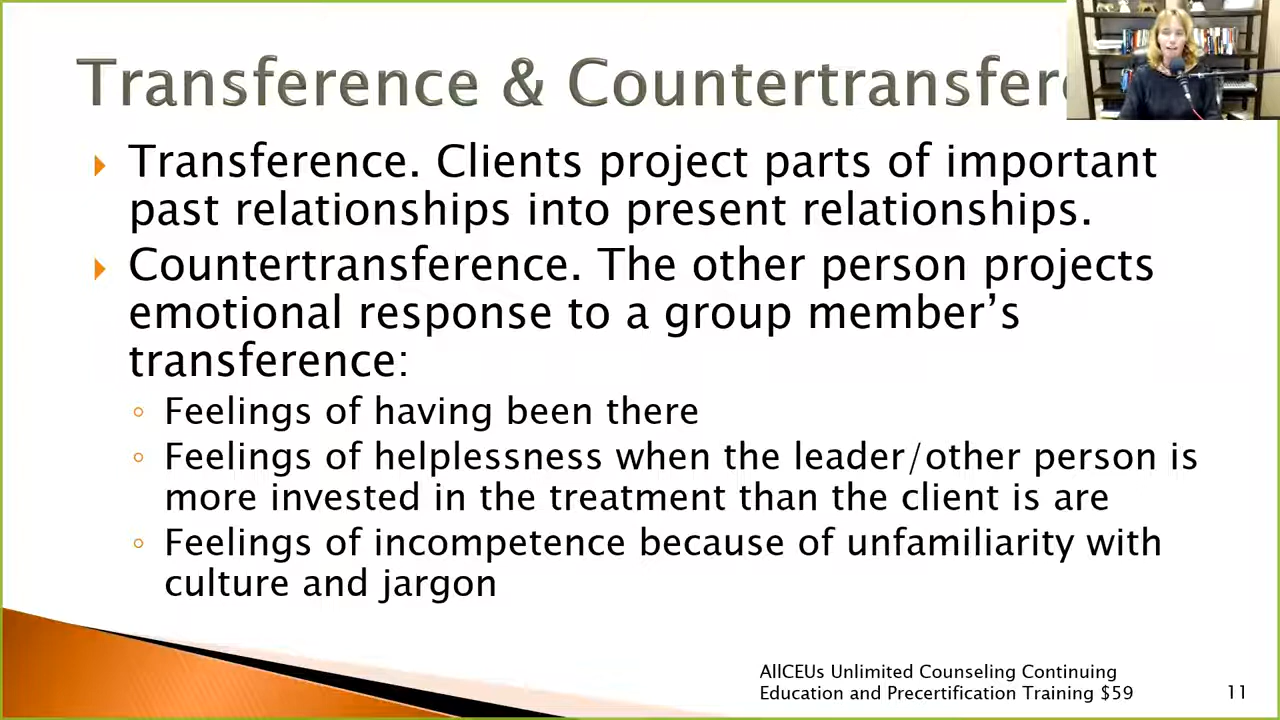 Transference & Countertransfere
Transference. Clients project parts of important
past relationships into present relationships.
Countertransference. The other person projects
emotional response to a group member’s
transference:
Feelings of having been there
Feelings of helplessness when the leader/other person is
more invested in the treatment than the client is are
Feelings of incompetence because of unfamiliarity with
culture and jargon
AllCEUs Unlimited Counseling Continuing
Education and Precertification Training $59
11